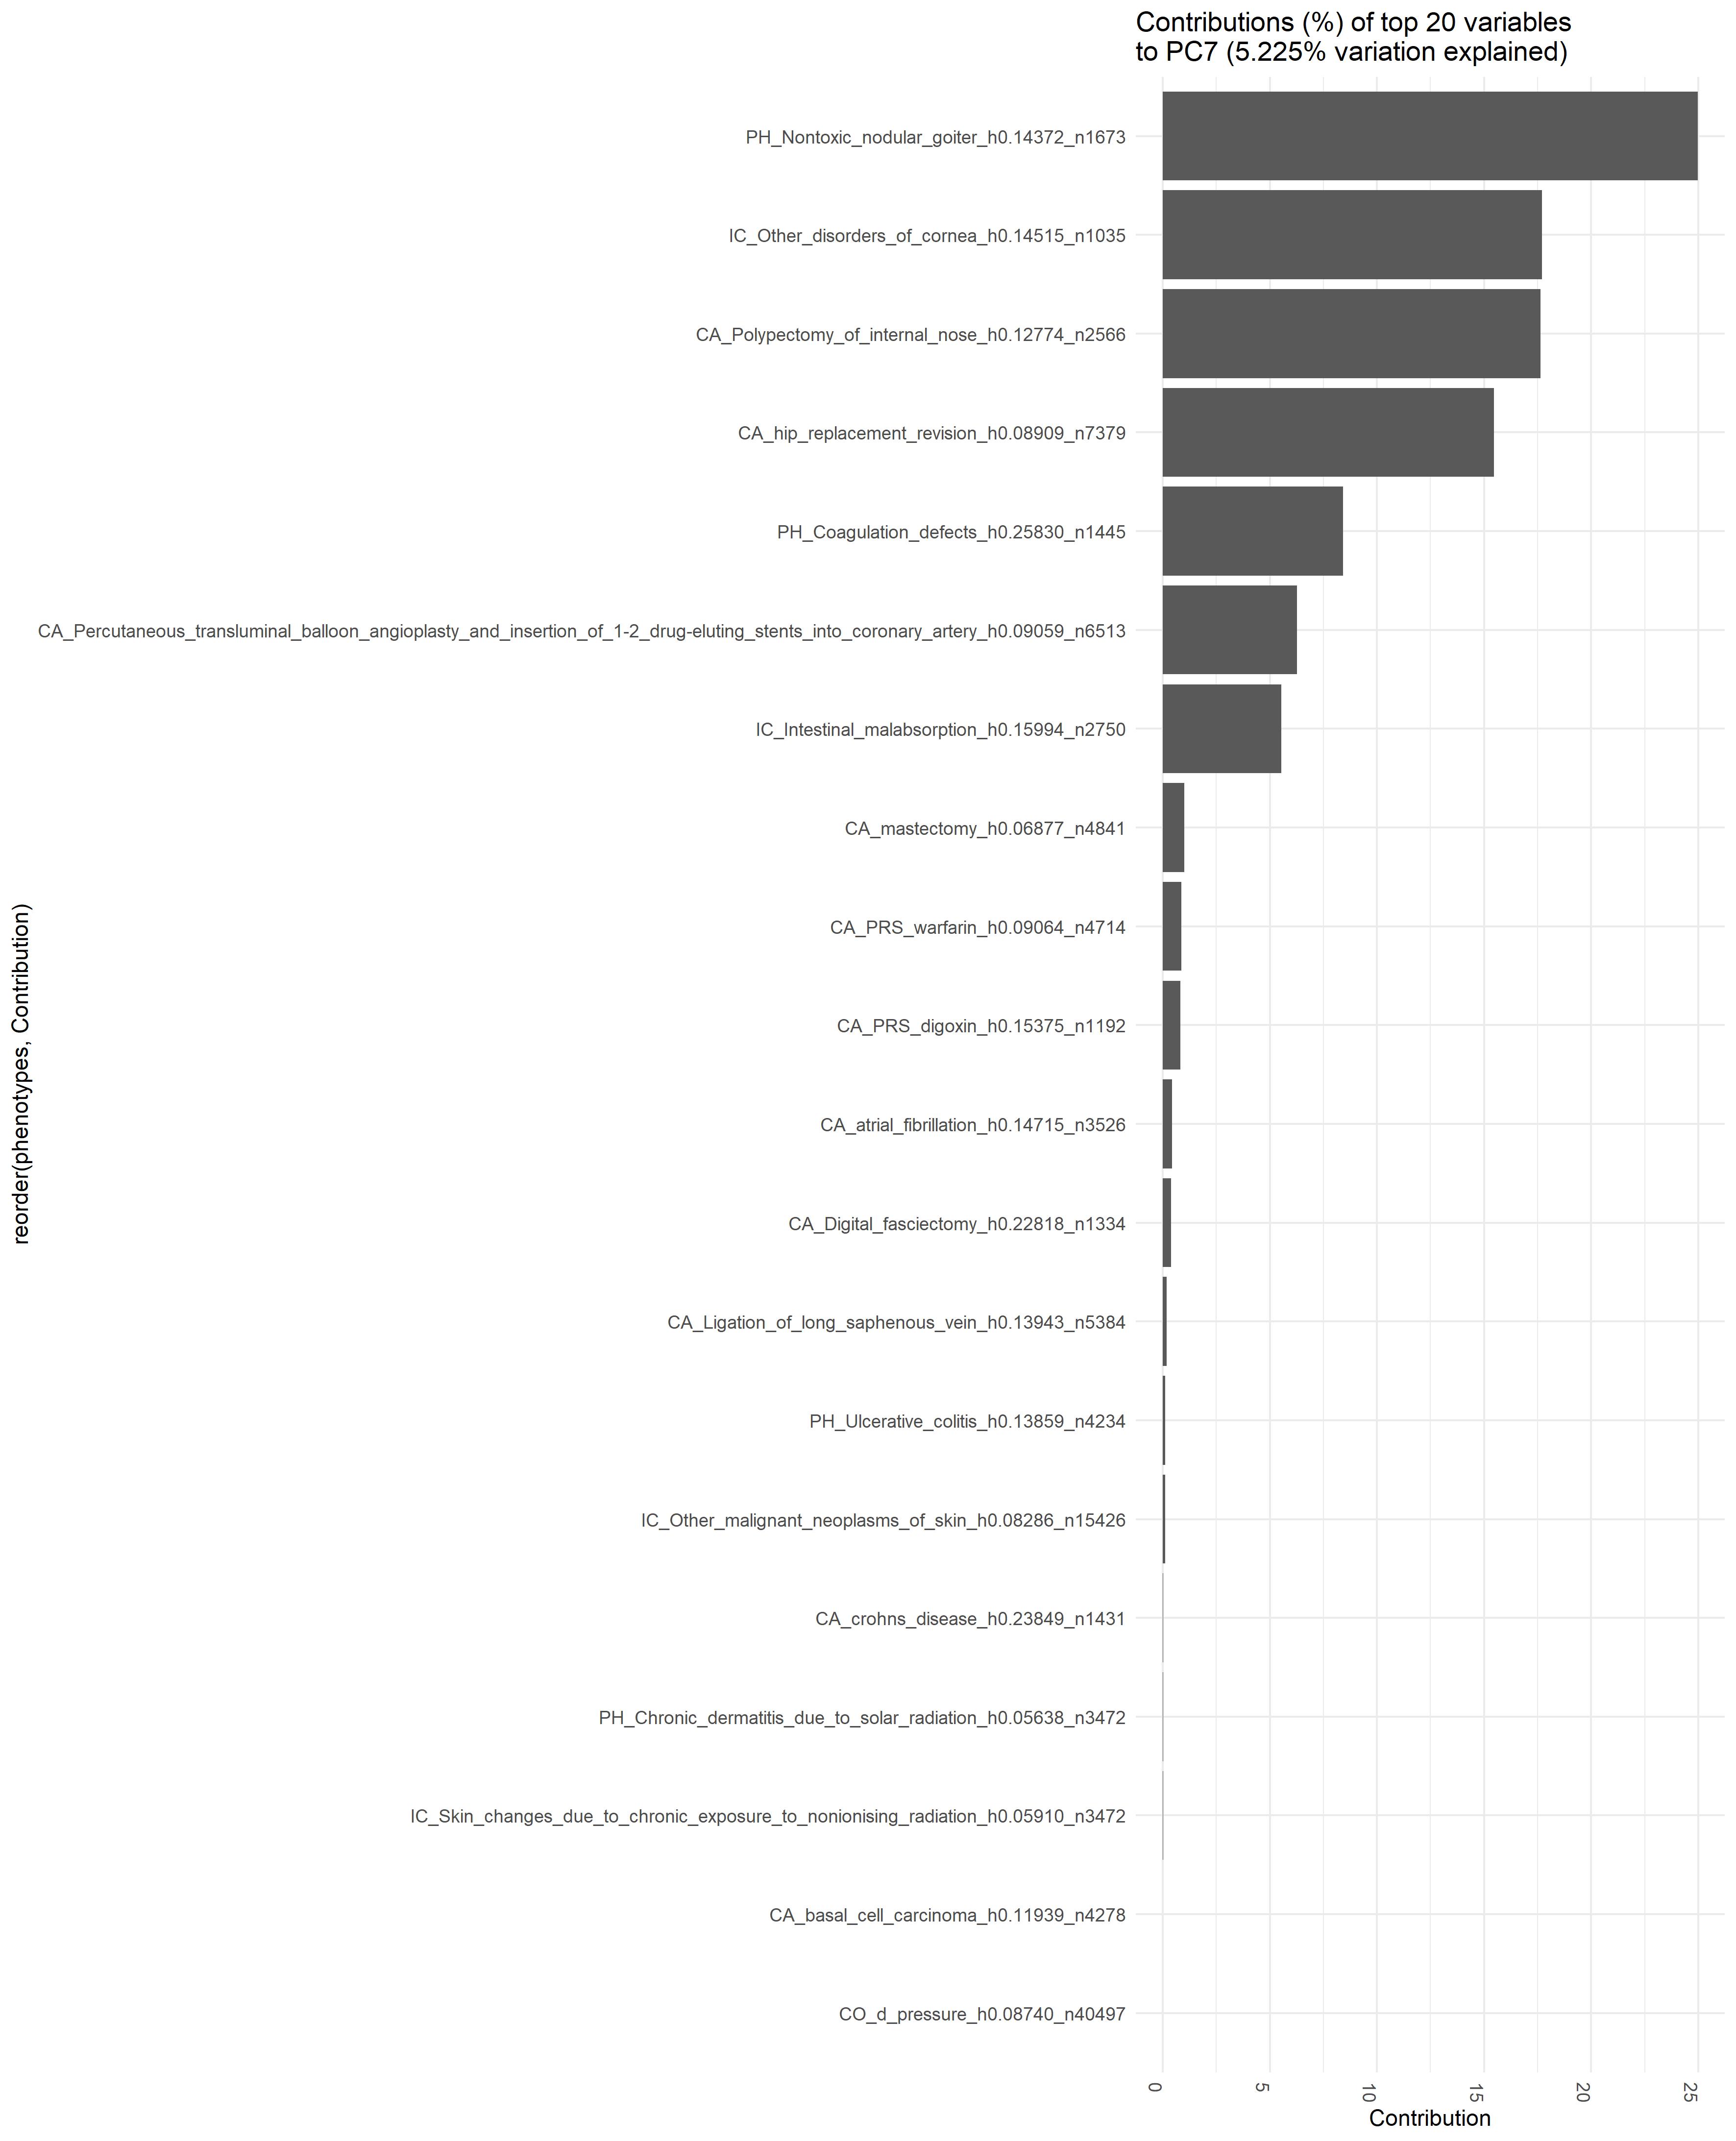 Contributions (%) of top 20 variables
to PC7 (5.225% variation explained)
PH_Nontoxic_nodular_goiter_h0.14372_n1673
IC_Other_disorders_of_cornea_h0.14515_n1035
CA_Polypectomy_of_internal_nose_h0.12774_n2566
CA_hip_replacement_revision_h0.08909_n7379
PH_Coagulation_defects_h0.25830_n1445
CA_Percutaneous_transluminal_balloon_angioplasty_and_insertion_of_1-2_drug-eluting_stents_into_coronary_artery_h0.09059_n6513
IC_Intestinal_malabsorption_h0.15994_n2750
CA_mastectomy_h0.06877_n4841
CA_PRS_warfarin_h0.09064_n4714
CA_PRS_digoxin_h0.15375_n1192
CA_atrial_fibrillation_h0.14715_n3526
CA_Digital_fasciectomy_h0.22818_n1334
CA_Ligation_of_long_saphenous_vein_h0.13943_n5384
PH_Ulcerative_colitis_h0.13859_n4234
IC_Other_malignant_neoplasms_of_skin_h0.08286_n15426
CA_crohns_disease_h0.23849_n1431
PH_Chronic_dermatitis_due_to_solar_radiation_h0.05638_n3472
IC_Skin_changes_due_to_chronic_exposure_to_nonionising_radiation_h0.05910_n3472
CA_basal_cell_carcinoma_h0.11939_n4278
CO_d_pressure_h0.08740_n40497
reorder(phenotypes, Contribution)
0 5 10 15 20 25
Contribution